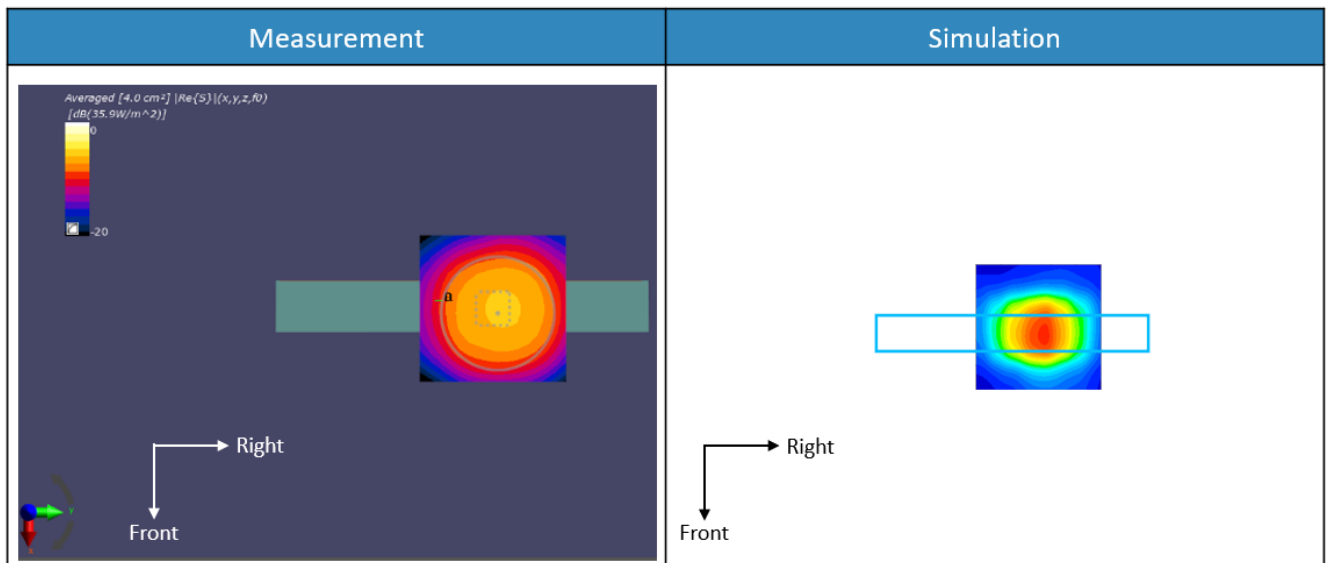 Measurement
Simulation
Averaged [4.0 cm²] |Re{S}|(x,y,z,f0)
[dB(35.9W/m^2)]
0
-20
a
Right
Front
Y
X
Right
Front